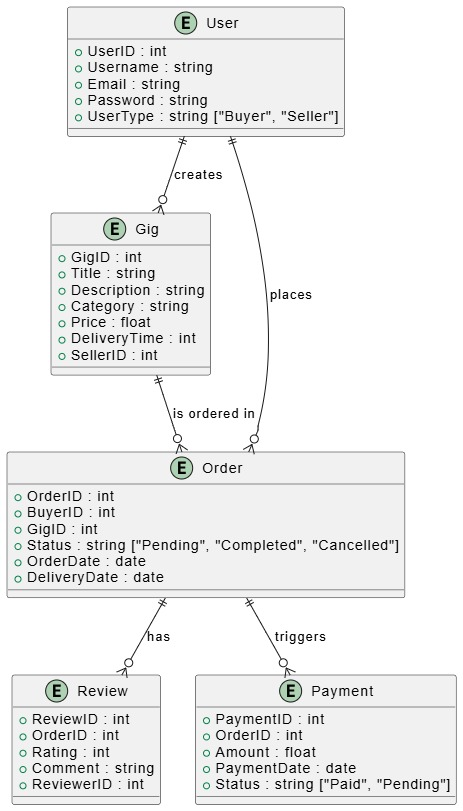 E User
UserID : int
Username : string
Email : string
Password : string
UserType : string ["Buyer", "Seller"]
creates
E Gig
GigID : int
Title : string
Description : string
Category : string
Price : float
DeliveryTime : int
SellerID : int
places
is ordered in
E Order
OrderID : int
BuyerID : int
GigID : int
Status : string ["Pending", "Completed", "Cancelled"]
OrderDate : date
DeliveryDate : date
has
triggers
E Review
ReviewID : int
OrderID : int
Rating : int
Comment : string
ReviewerID : int
E Payment
PaymentID : int
OrderID : int
Amount : float
PaymentDate : date
Status : string ["Paid", "Pending"]